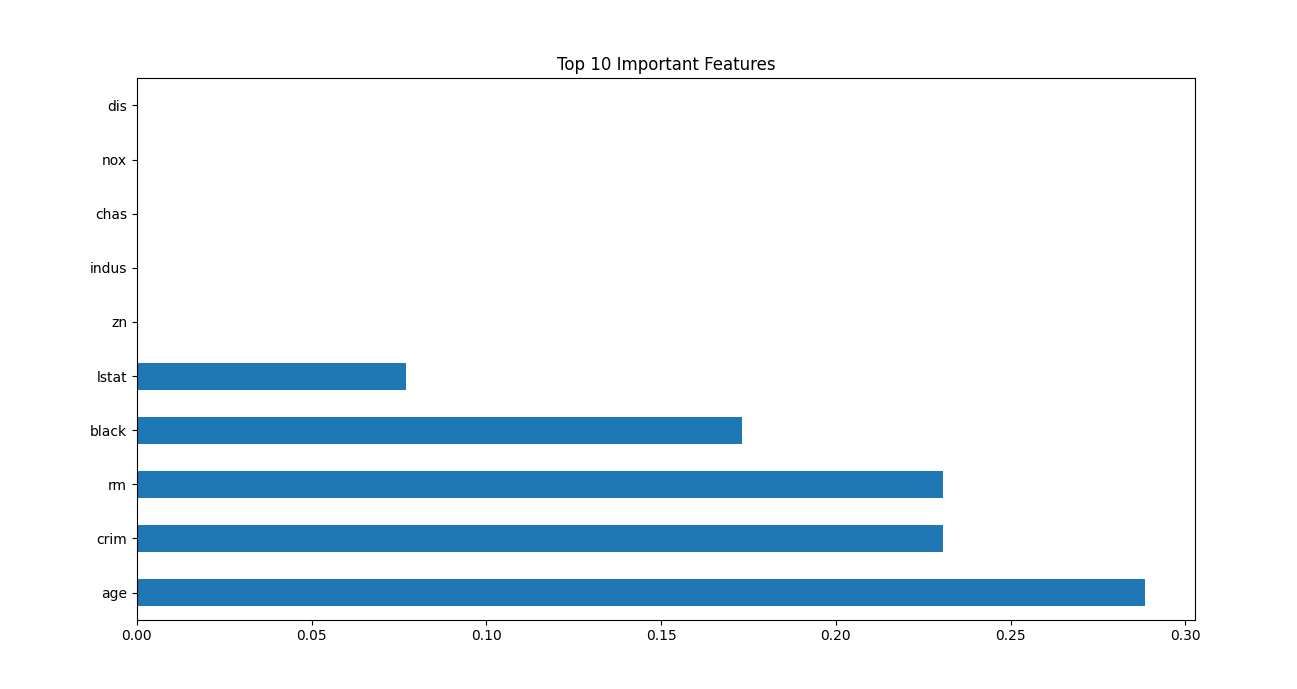 Top 10 Important Features
dis
nox
chas
indus
zn
lstat
black
rm
crim
age
0.00 0.05 0.10 0.15 0.20 0.25 0.30